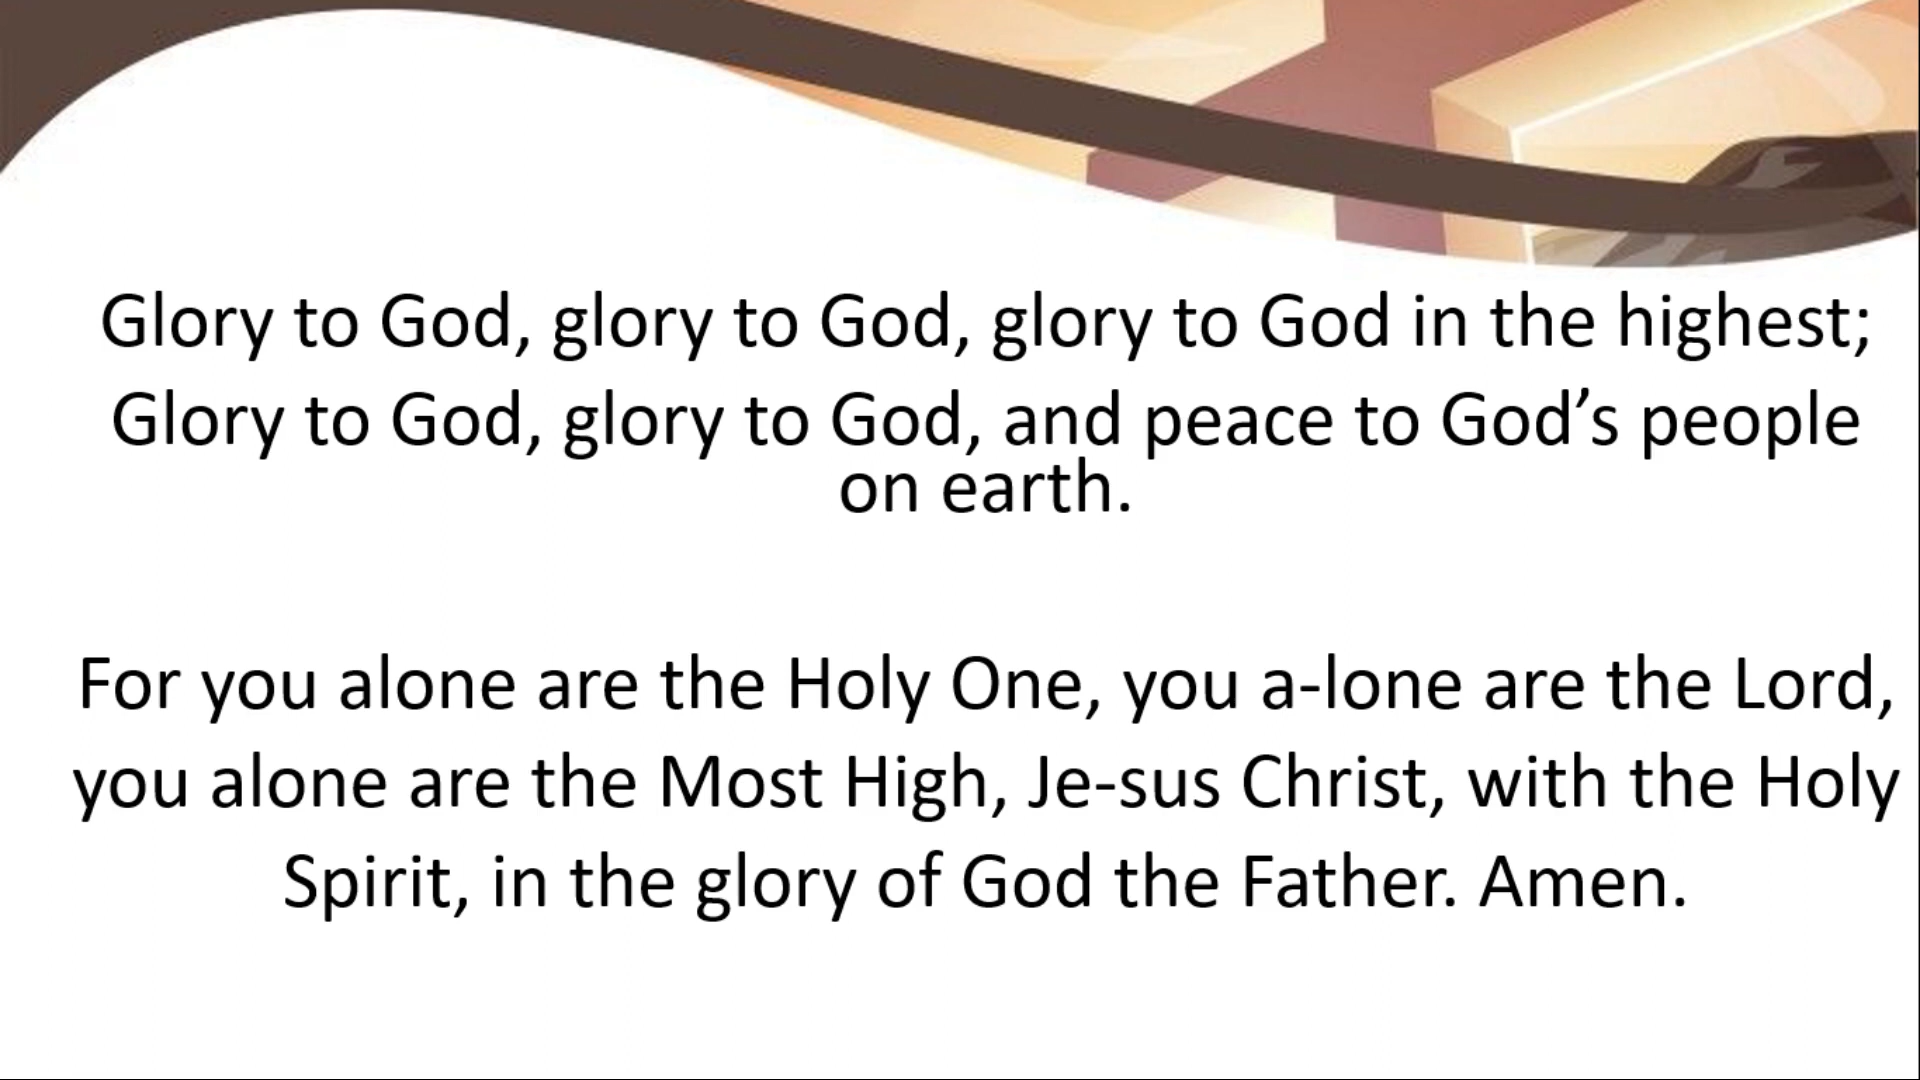 Glory to God, glory to God, glory to God in the highest;
Glory to God, glory to God, and peace to God’s people
on earth.
For you alone are the Holy One, you a-lone are the Lord,
you alone are the Most High, Je-sus Christ, with the Holy
Spirit, in the glory of God the Father. Amen.